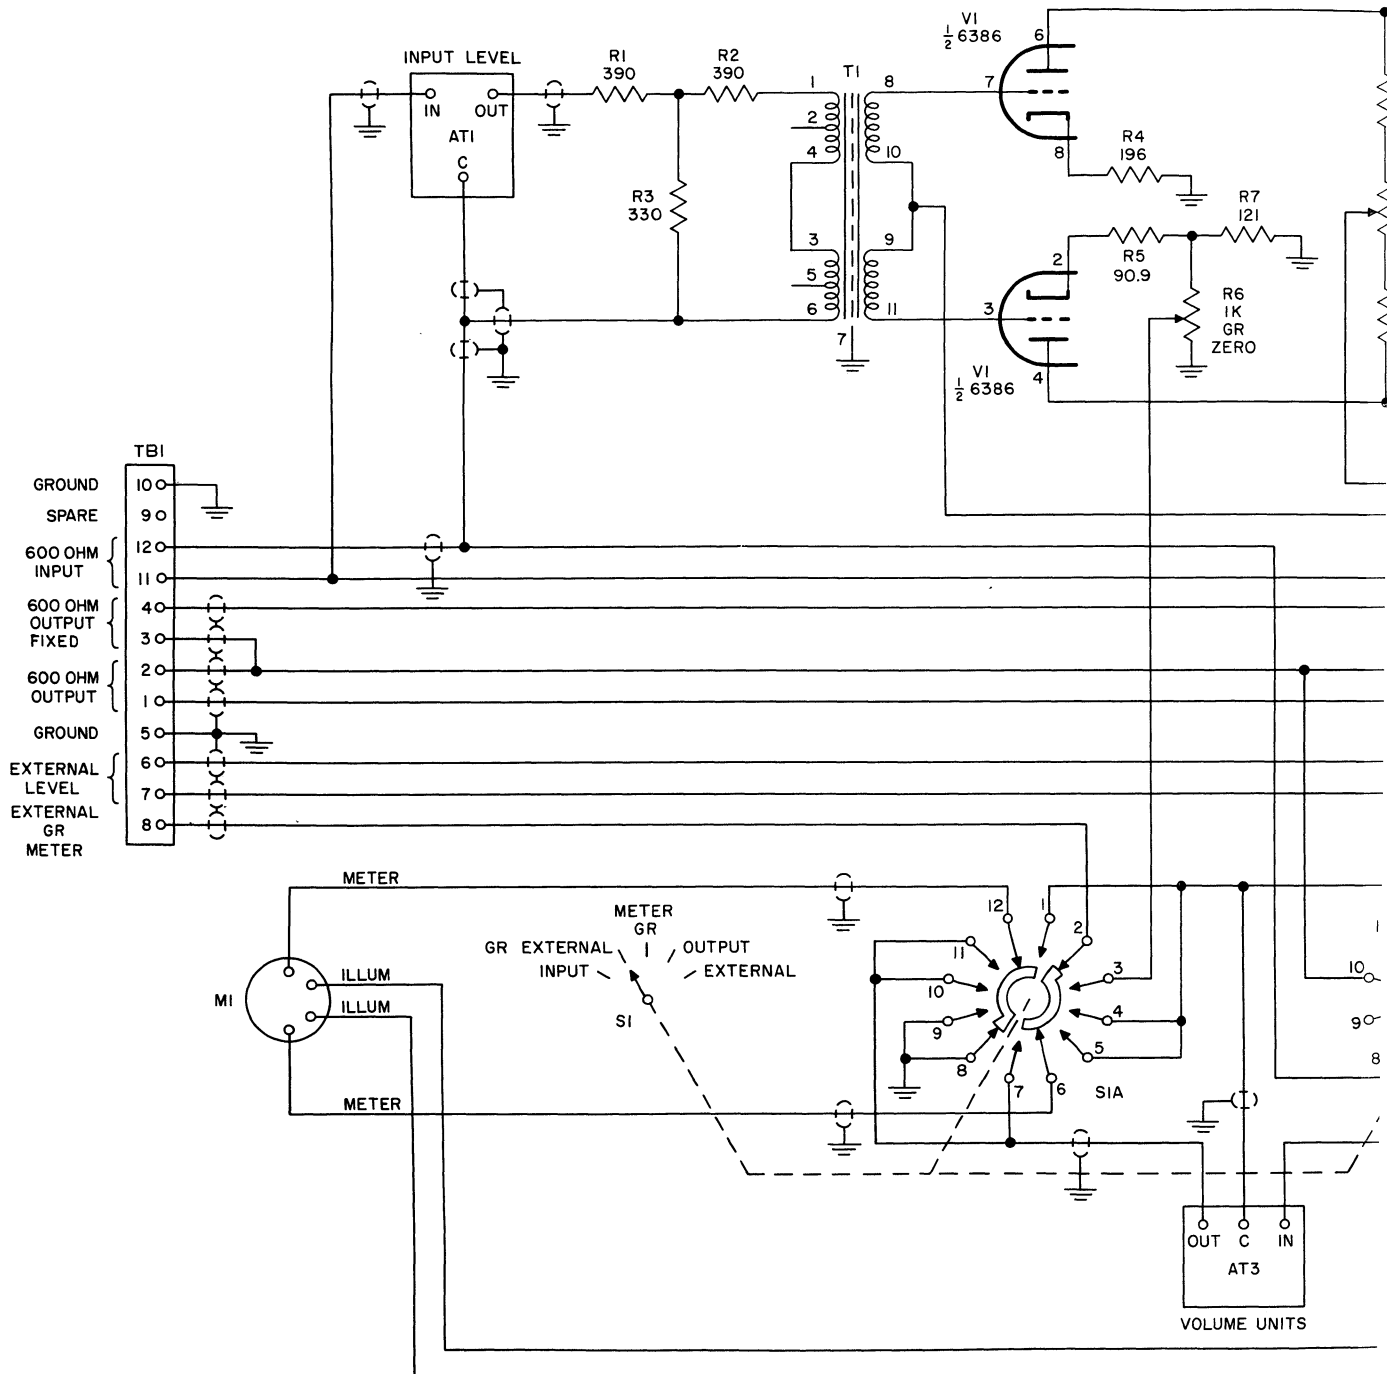 INPUT LEVEL
IN
OUT
AT1
C
R1
390
R2
390
R3
330
T1
1
2
4
3
5
6
7
8
10
9
11
V1
1/2 6386
6
7
8
R4
196
R7
121
R5
90.9
R6
1K
GR
ZERO
2
3
4
V1
1/2 6386
TB1
GROUND
10
SPARE
9
600 OHM
INPUT
12
11
600 OHM
OUTPUT
FIXED
4
3
600 OHM
OUTPUT
2
1
GROUND
5
EXTERNAL
LEVEL
6
7
EXTERNAL
GR
METER
8
METER
METER
GR
GR EXTERNAL
OUTPUT
INPUT
EXTERNAL
S1
M1
ILLUM
ILLUM
METER
12
1
2
3
4
5
6
7
8
9
10
11
S1A
1
10
9
8
OUT
C
IN
AT3
VOLUME UNITS